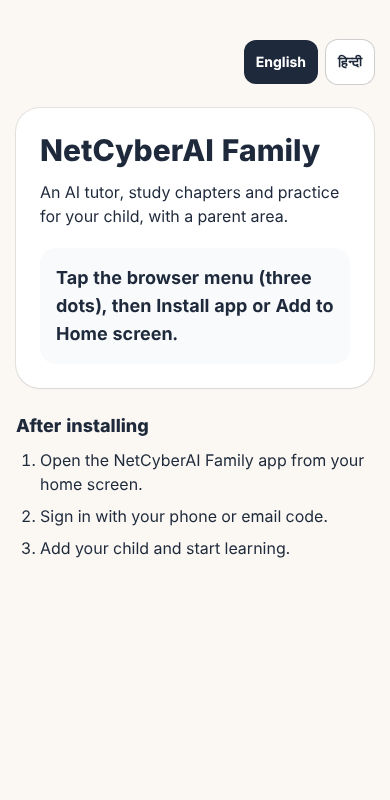 English
हिन्दी
NetCyberAI Family
An AI tutor, study chapters and practice
for your child, with a parent area.
Tap the browser menu (three
dots), then Install app or Add to
Home screen.
After installing
1. Open the NetCyberAI Family app from your
home screen.
2. Sign in with your phone or email code.
3. Add your child and start learning.